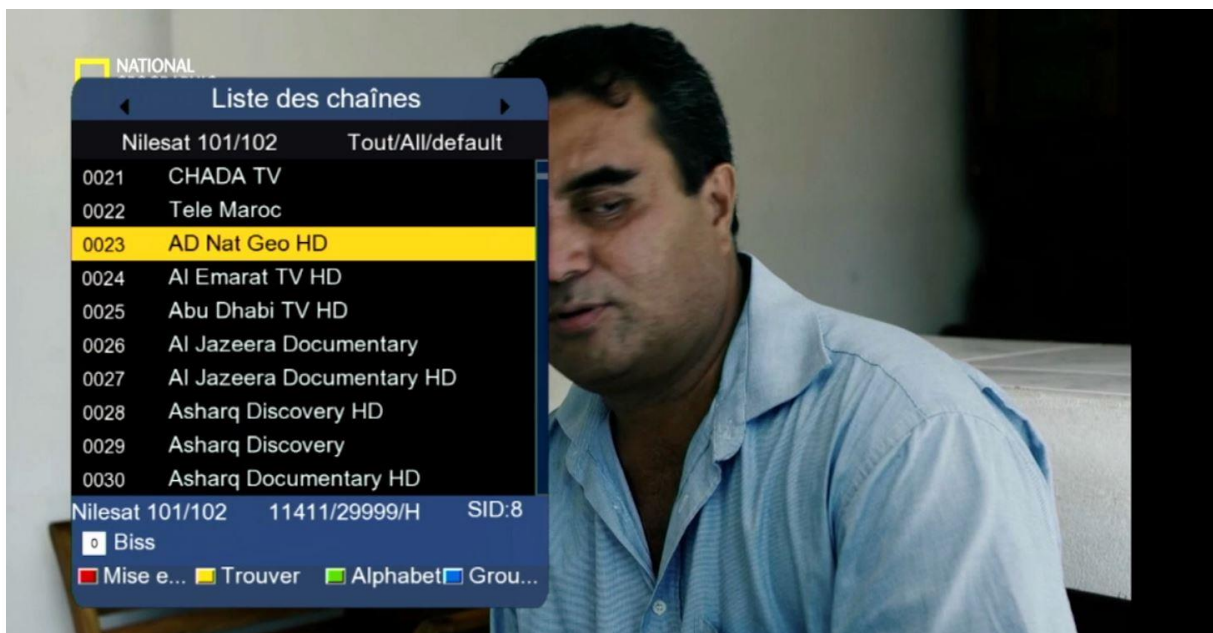 NATIONAL
Liste des chaînes
Nilesat 101/102 Tout/All/default
0021 CHADA TV
0022 Tele Maroc
0023 AD Nat Geo HD
0024 Al Emarat TV HD
0025 Abu Dhabi TV HD
0026 Al Jazeera Documentary
0027 Al Jazeera Documentary HD
0028 Asharq Discovery HD
0029 Asharq Discovery
0030 Asharq Documentary HD
Nilesat 101/102 11411/29999/H SID:8
0 Biss
Mise e... Trouver Alphabet Grou...